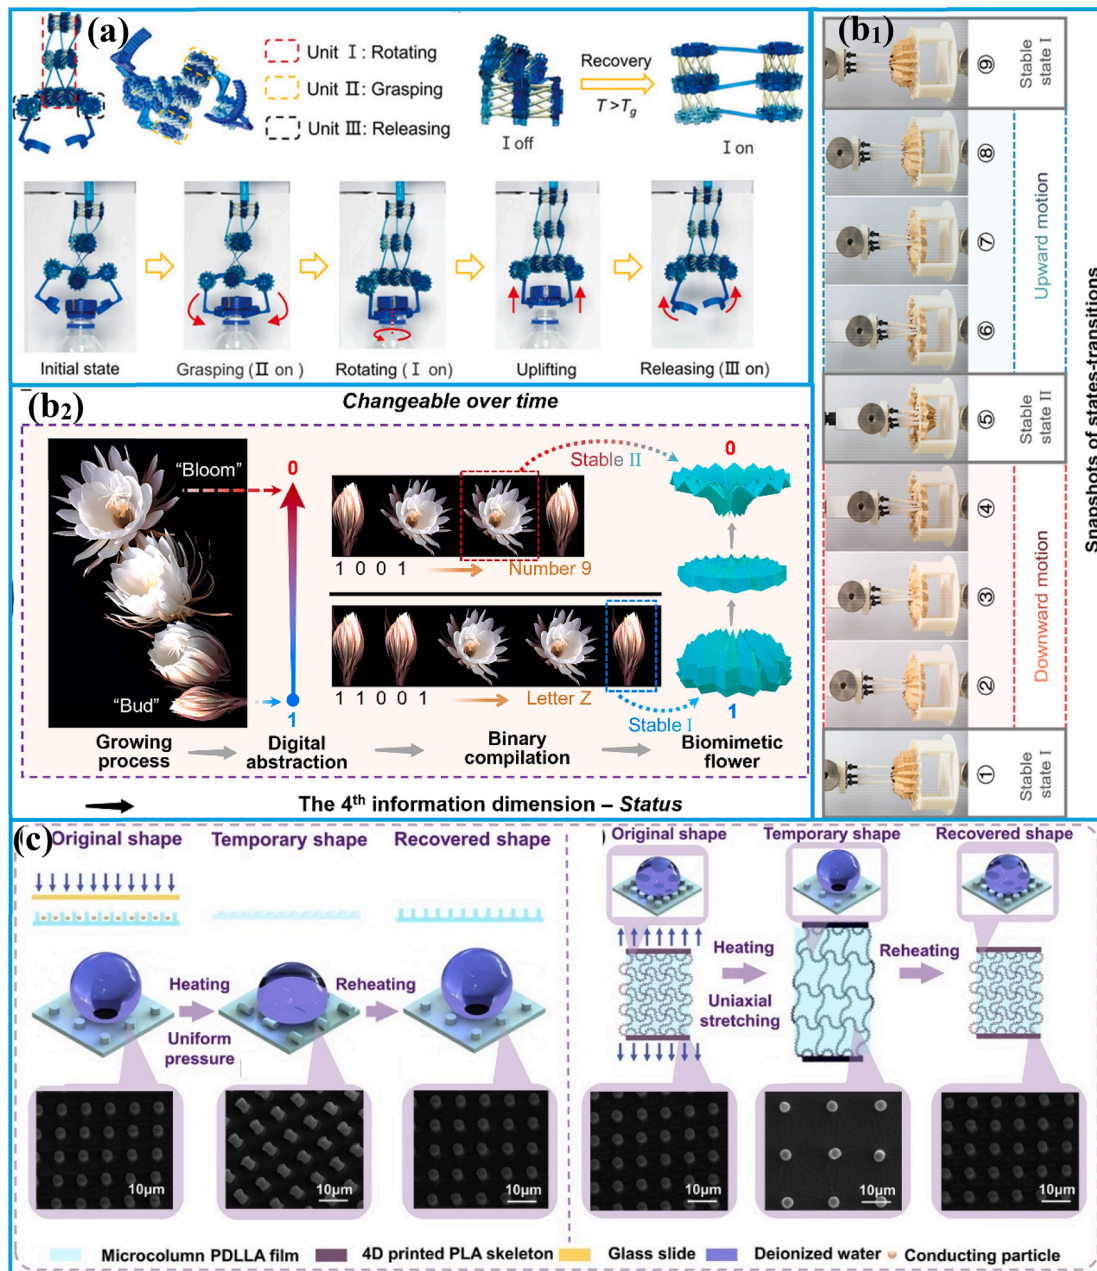 (a)
Unit I : Rotating
Unit II : Grasping
Unit III : Releasing
Recovery
T > Tg
I off
I on
Initial state
Grasping ( II on )
Rotating ( I on )
Uplifting
Releasing (III on)
(b1)
Stable state I
⑨
⑧
⑦
⑥
Upward motion
⑤
Stable state II
④
③
②
Downward motion
①
Stable state I
Snapshots of states-transitions
(b2)
Changeable over time
“Bloom”
“Bud”
0
1
Stable II
1 0 0 1
Number 9
1 1 0 0 1
Letter Z
Stable I
0
1
Growing
process
Digital
abstraction
Binary
compilation
Biomimetic
flower
The 4th information dimension – Status
(c)
Original shape
Temporary shape
Recovered shape
Heating
Uniform
pressure
Reheating
10μm
10μm
10μm
Original shape
Temporary shape
Recovered shape
Heating
Uniaxial
stretching
Reheating
10μm
10μm
10μm
Microcolumn PDLLA film
4D printed PLA skeleton
Glass slide
Deionized water
Conducting particle